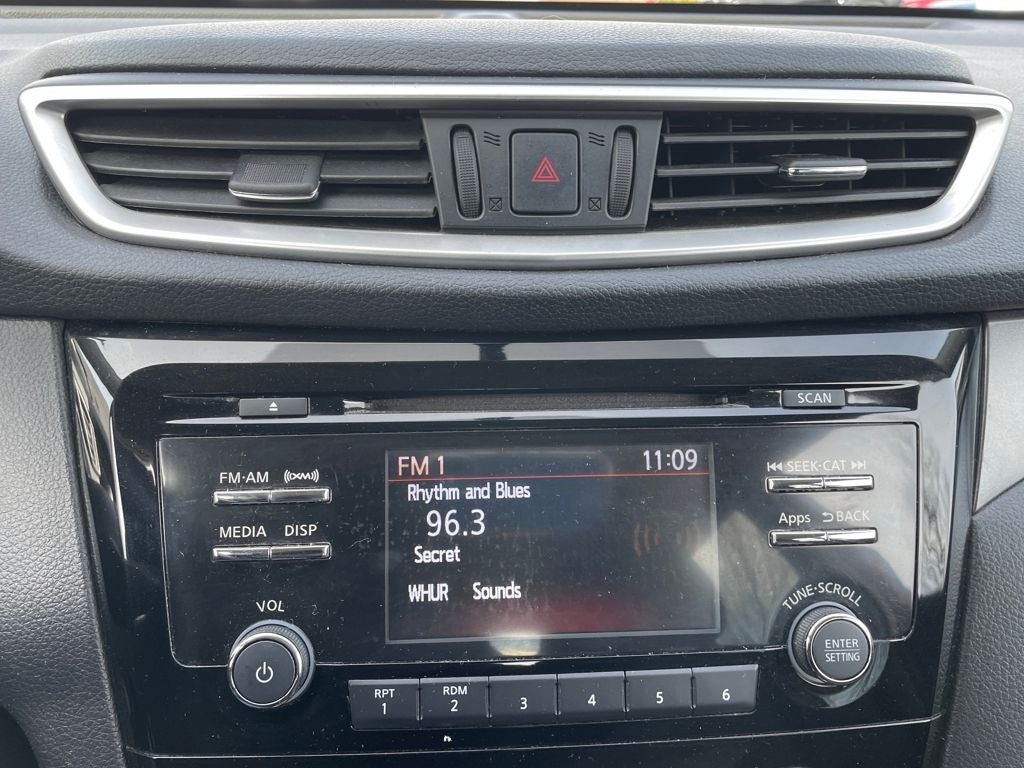 SCAN
FM·AM ((XM))
SEEK·CAT
MEDIA DISP
Apps BACK
FM 1 11:09
Rhythm and Blues
96.3
Secret
WHUR Sounds
VOL
TUNE·SCROLL
ENTER
SETTING
RPT RDM
1 2 3 4 5 6